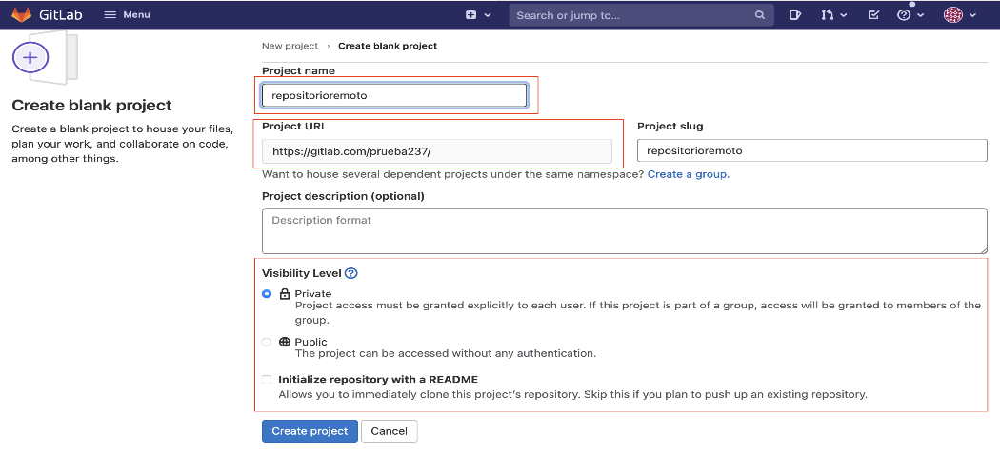 GitLab
Menu
Search or jump to...
New project › Create blank project
Create blank project
Create a blank project to house your files,
plan your work, and collaborate on code,
among other things.
Project name
repositorioremoto
Project URL
https://gitlab.com/prueba237/
Project slug
repositorioremoto
Want to house several dependent projects under the same namespace? Create a group.
Project description (optional)
Description format
Visibility Level
Private
Project access must be granted explicitly to each user. If this project is part of a group, access will be granted to members of the
group.
Public
The project can be accessed without any authentication.
Initialize repository with a README
Allows you to immediately clone this project's repository. Skip this if you plan to push up an existing repository.
Create project
Cancel